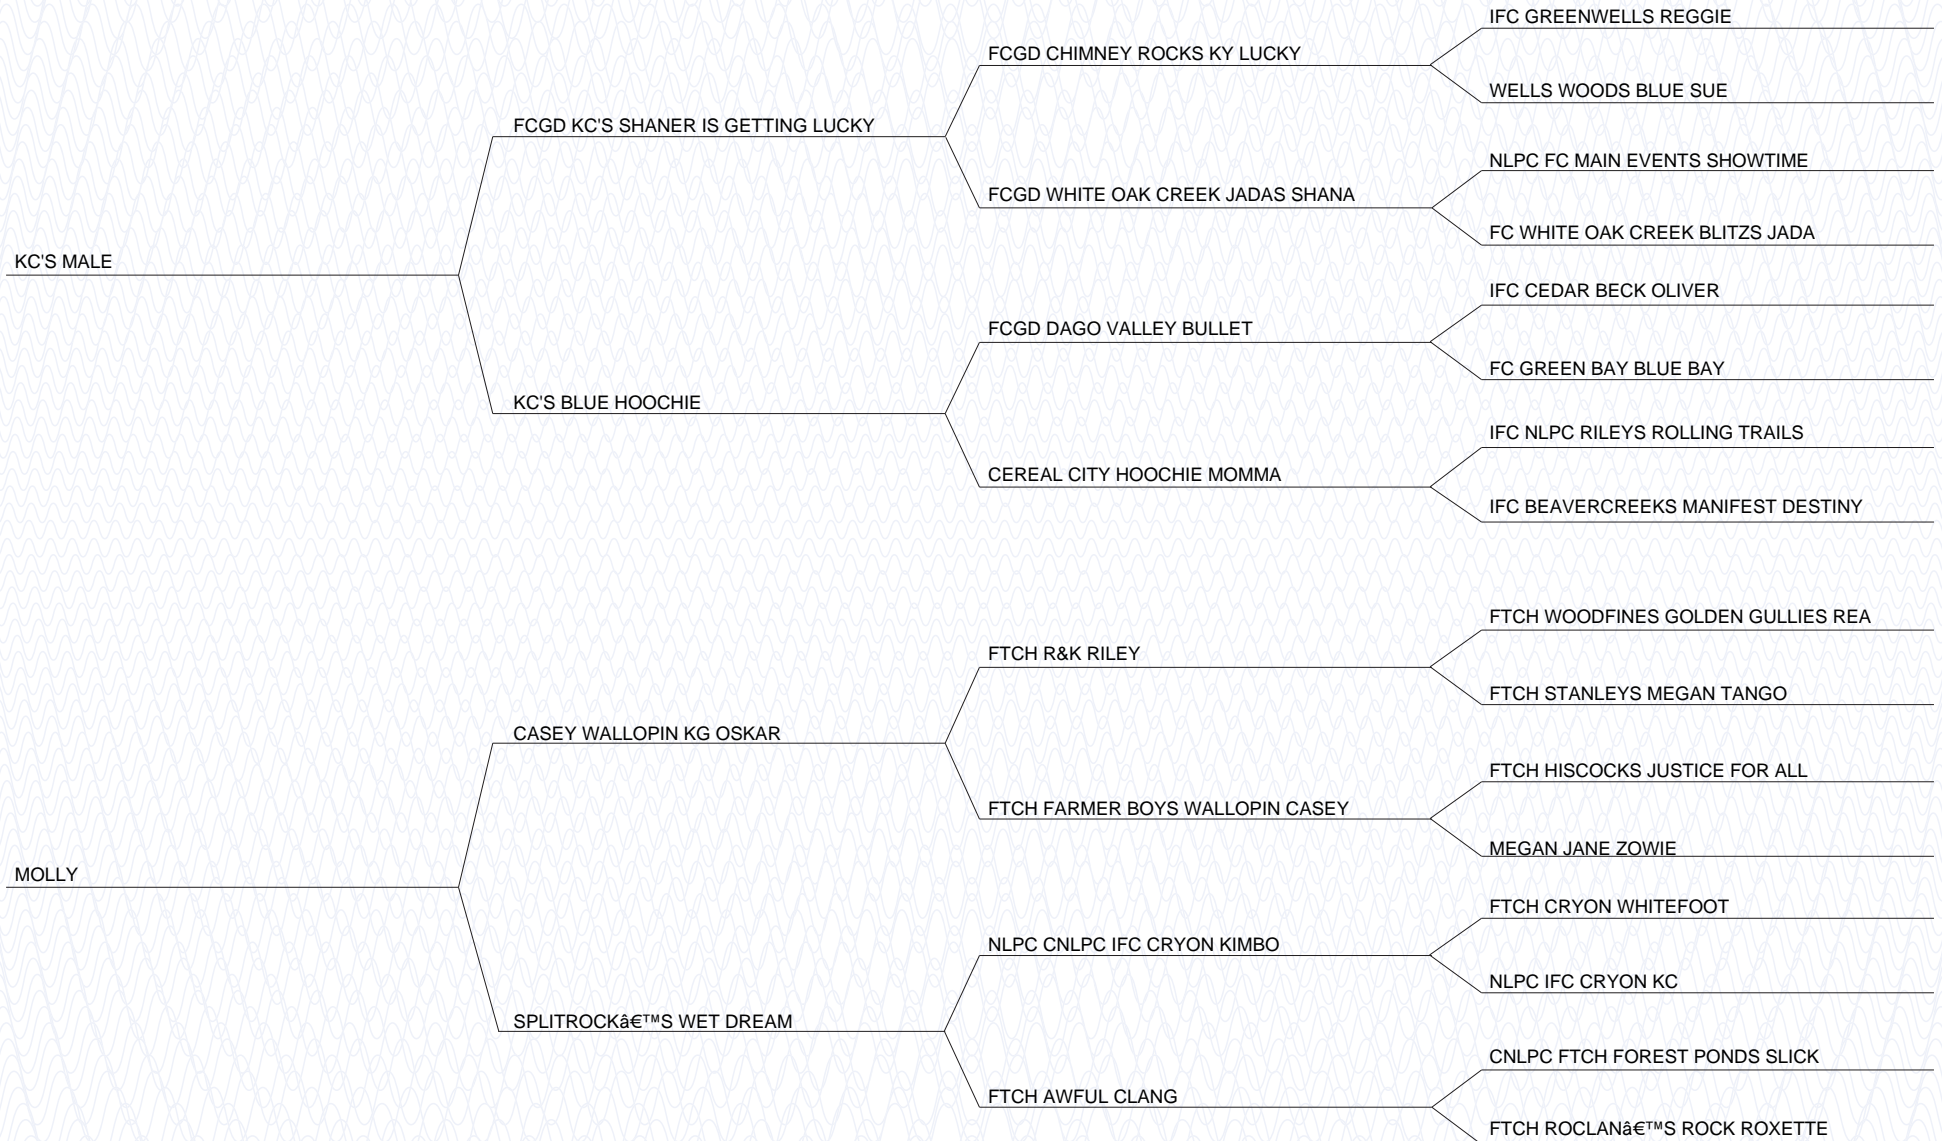 IFC GREENWELLS REGGIE
FCGD CHIMNEY ROCKS KY LUCKY
WELLS WOODS BLUE SUE
FCGD KC'S SHANER IS GETTING LUCKY
NLPC FC MAIN EVENTS SHOWTIME
FCGD WHITE OAK CREEK JADAS SHANA
FC WHITE OAK CREEK BLITZS JADA
KC'S MALE
IFC CEDAR BECK OLIVER
FCGD DAGO VALLEY BULLET
FC GREEN BAY BLUE BAY
KC'S BLUE HOOCHIE
IFC NLPC RILEYS ROLLING TRAILS
CEREAL CITY HOOCHIE MOMMA
IFC BEAVERCREEKS MANIFEST DESTINY
FTCH WOODFINES GOLDEN GULLIES REA
FTCH R&K RILEY
FTCH STANLEYS MEGAN TANGO
CASEY WALLOPIN KG OSKAR
FTCH HISCOCKS JUSTICE FOR ALL
FTCH FARMER BOYS WALLOPIN CASEY
MEGAN JANE ZOWIE
MOLLY
FTCH CRYON WHITEFOOT
NLPC CNLPC IFC CRYON KIMBO
NLPC IFC CRYON KC
SPLITROCKâ€™S WET DREAM
CNLPC FTCH FOREST PONDS SLICK
FTCH AWFUL CLANG
FTCH ROCLANâ€™S ROCK ROXETTE